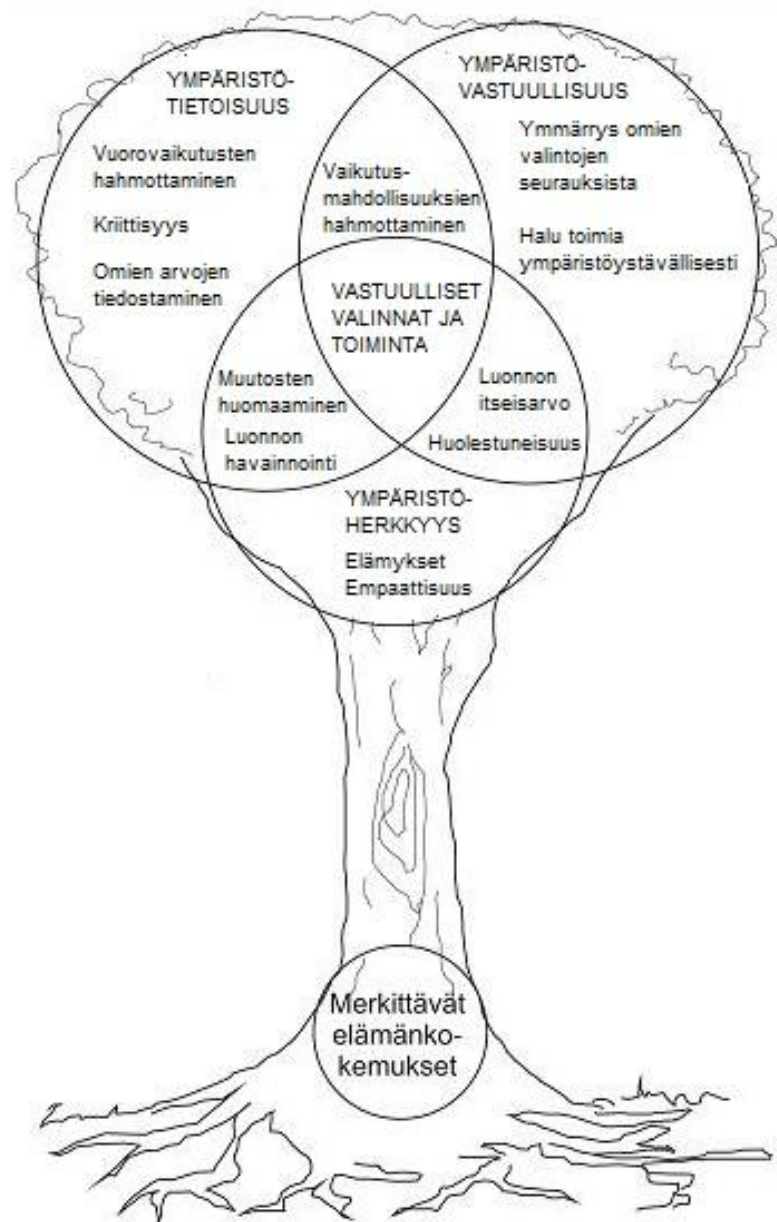 YMPÄRISTÖ-
TIETOISUUS
Vuorovaikutusten
hahmottaminen
Kriittisyys
Omien arvojen
tiedostaminen
YMPÄRISTÖ-
VASTUULLISUUS
Ymmärrys omien
valintojen
seurauksista
Halu toimia
ympäristöystävällisesti
Vaikutus-
mahdollisuuksien
hahmottaminen
VASTUULLISET
VALINNAT JA
TOIMINTA
Muutosten
huomaaminen
Luonnon
havainnointi
Luonnon
itseisarvo
Huolestuneisuus
YMPÄRISTÖ-
HERKKYYS
Elämykset
Empaattisuus
Merkittävät
elämänko-
kemukset